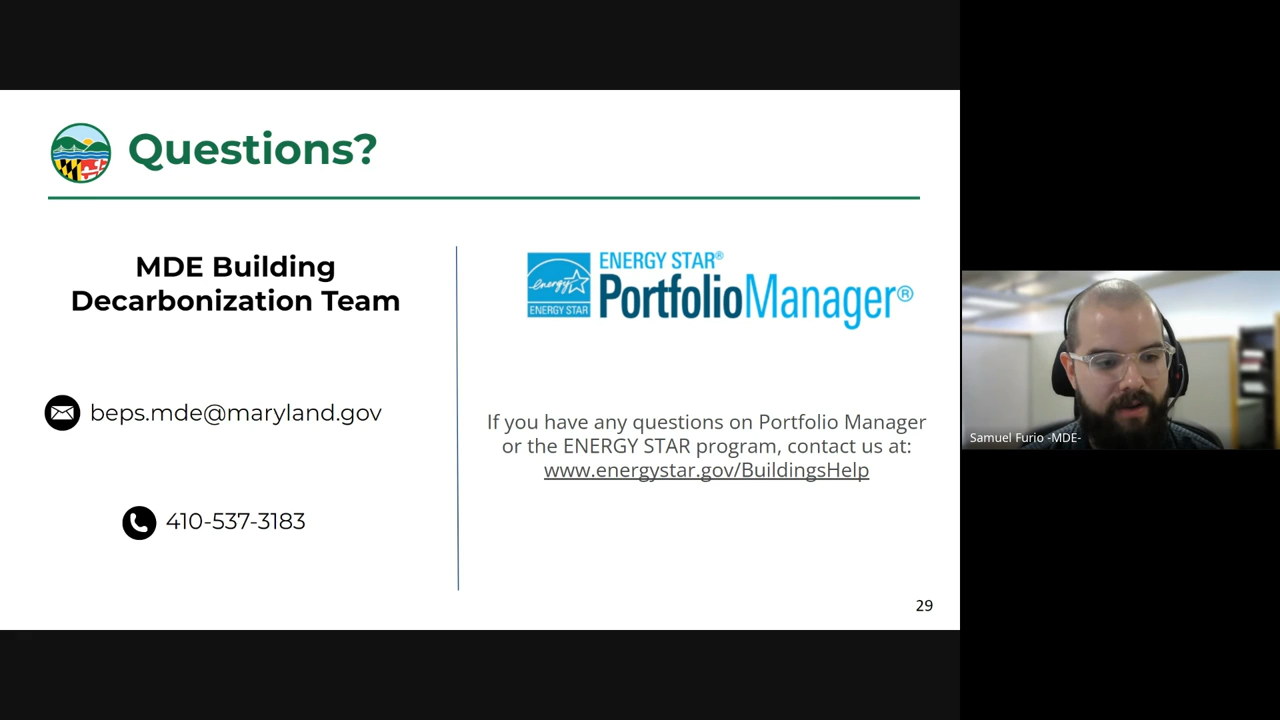 Questions?
MDE Building
Decarbonization Team
beps.mde@maryland.gov
410-537-3183
energy
ENERGY STAR
ENERGY STAR®
PortfolioManager®
If you have any questions on Portfolio Manager
or the ENERGY STAR program, contact us at:
www.energystar.gov/BuildingsHelp
29
Samuel Furio -MDE-